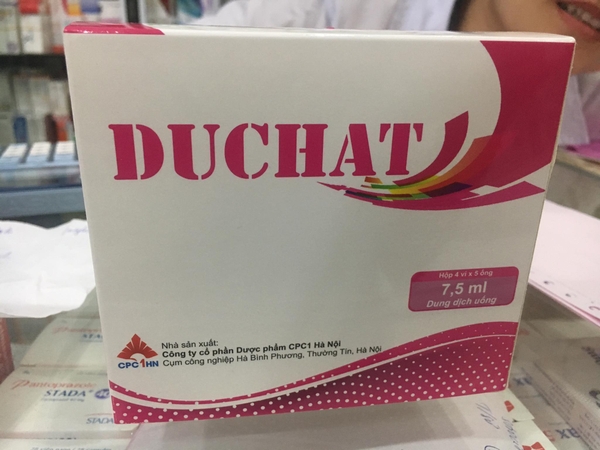 DUCHAT
Hộp 4 vỉ x 5 ống
7,5 ml
Dung dịch uống
Nhà sản xuất:
Công ty cổ phần Dược phẩm CPC1 Hà Nội
Cụm công nghiệp Hà Bình Phương, Thường Tín, Hà Nội
CPC1HN
Pantoprazole
STADA